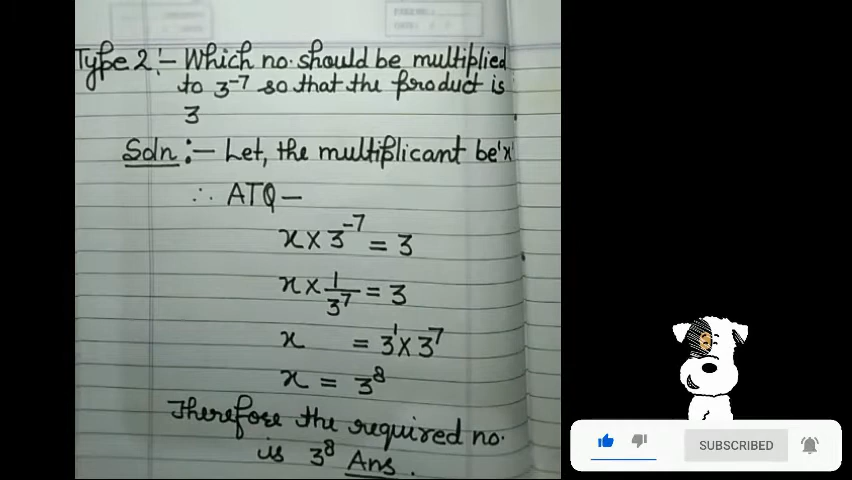 Type 2:- Which no. should be multiplied
to 3⁻⁷ so that the product is
3
Soln:- Let, the multiplicant be 'x'
∴ ATQ-
x × 3⁻⁷ = 3
x × 1/3⁷ = 3
x = 3¹ × 3⁷
x = 3⁸
Therefore the required no.
is 3⁸ Ans.
SUBSCRIBED